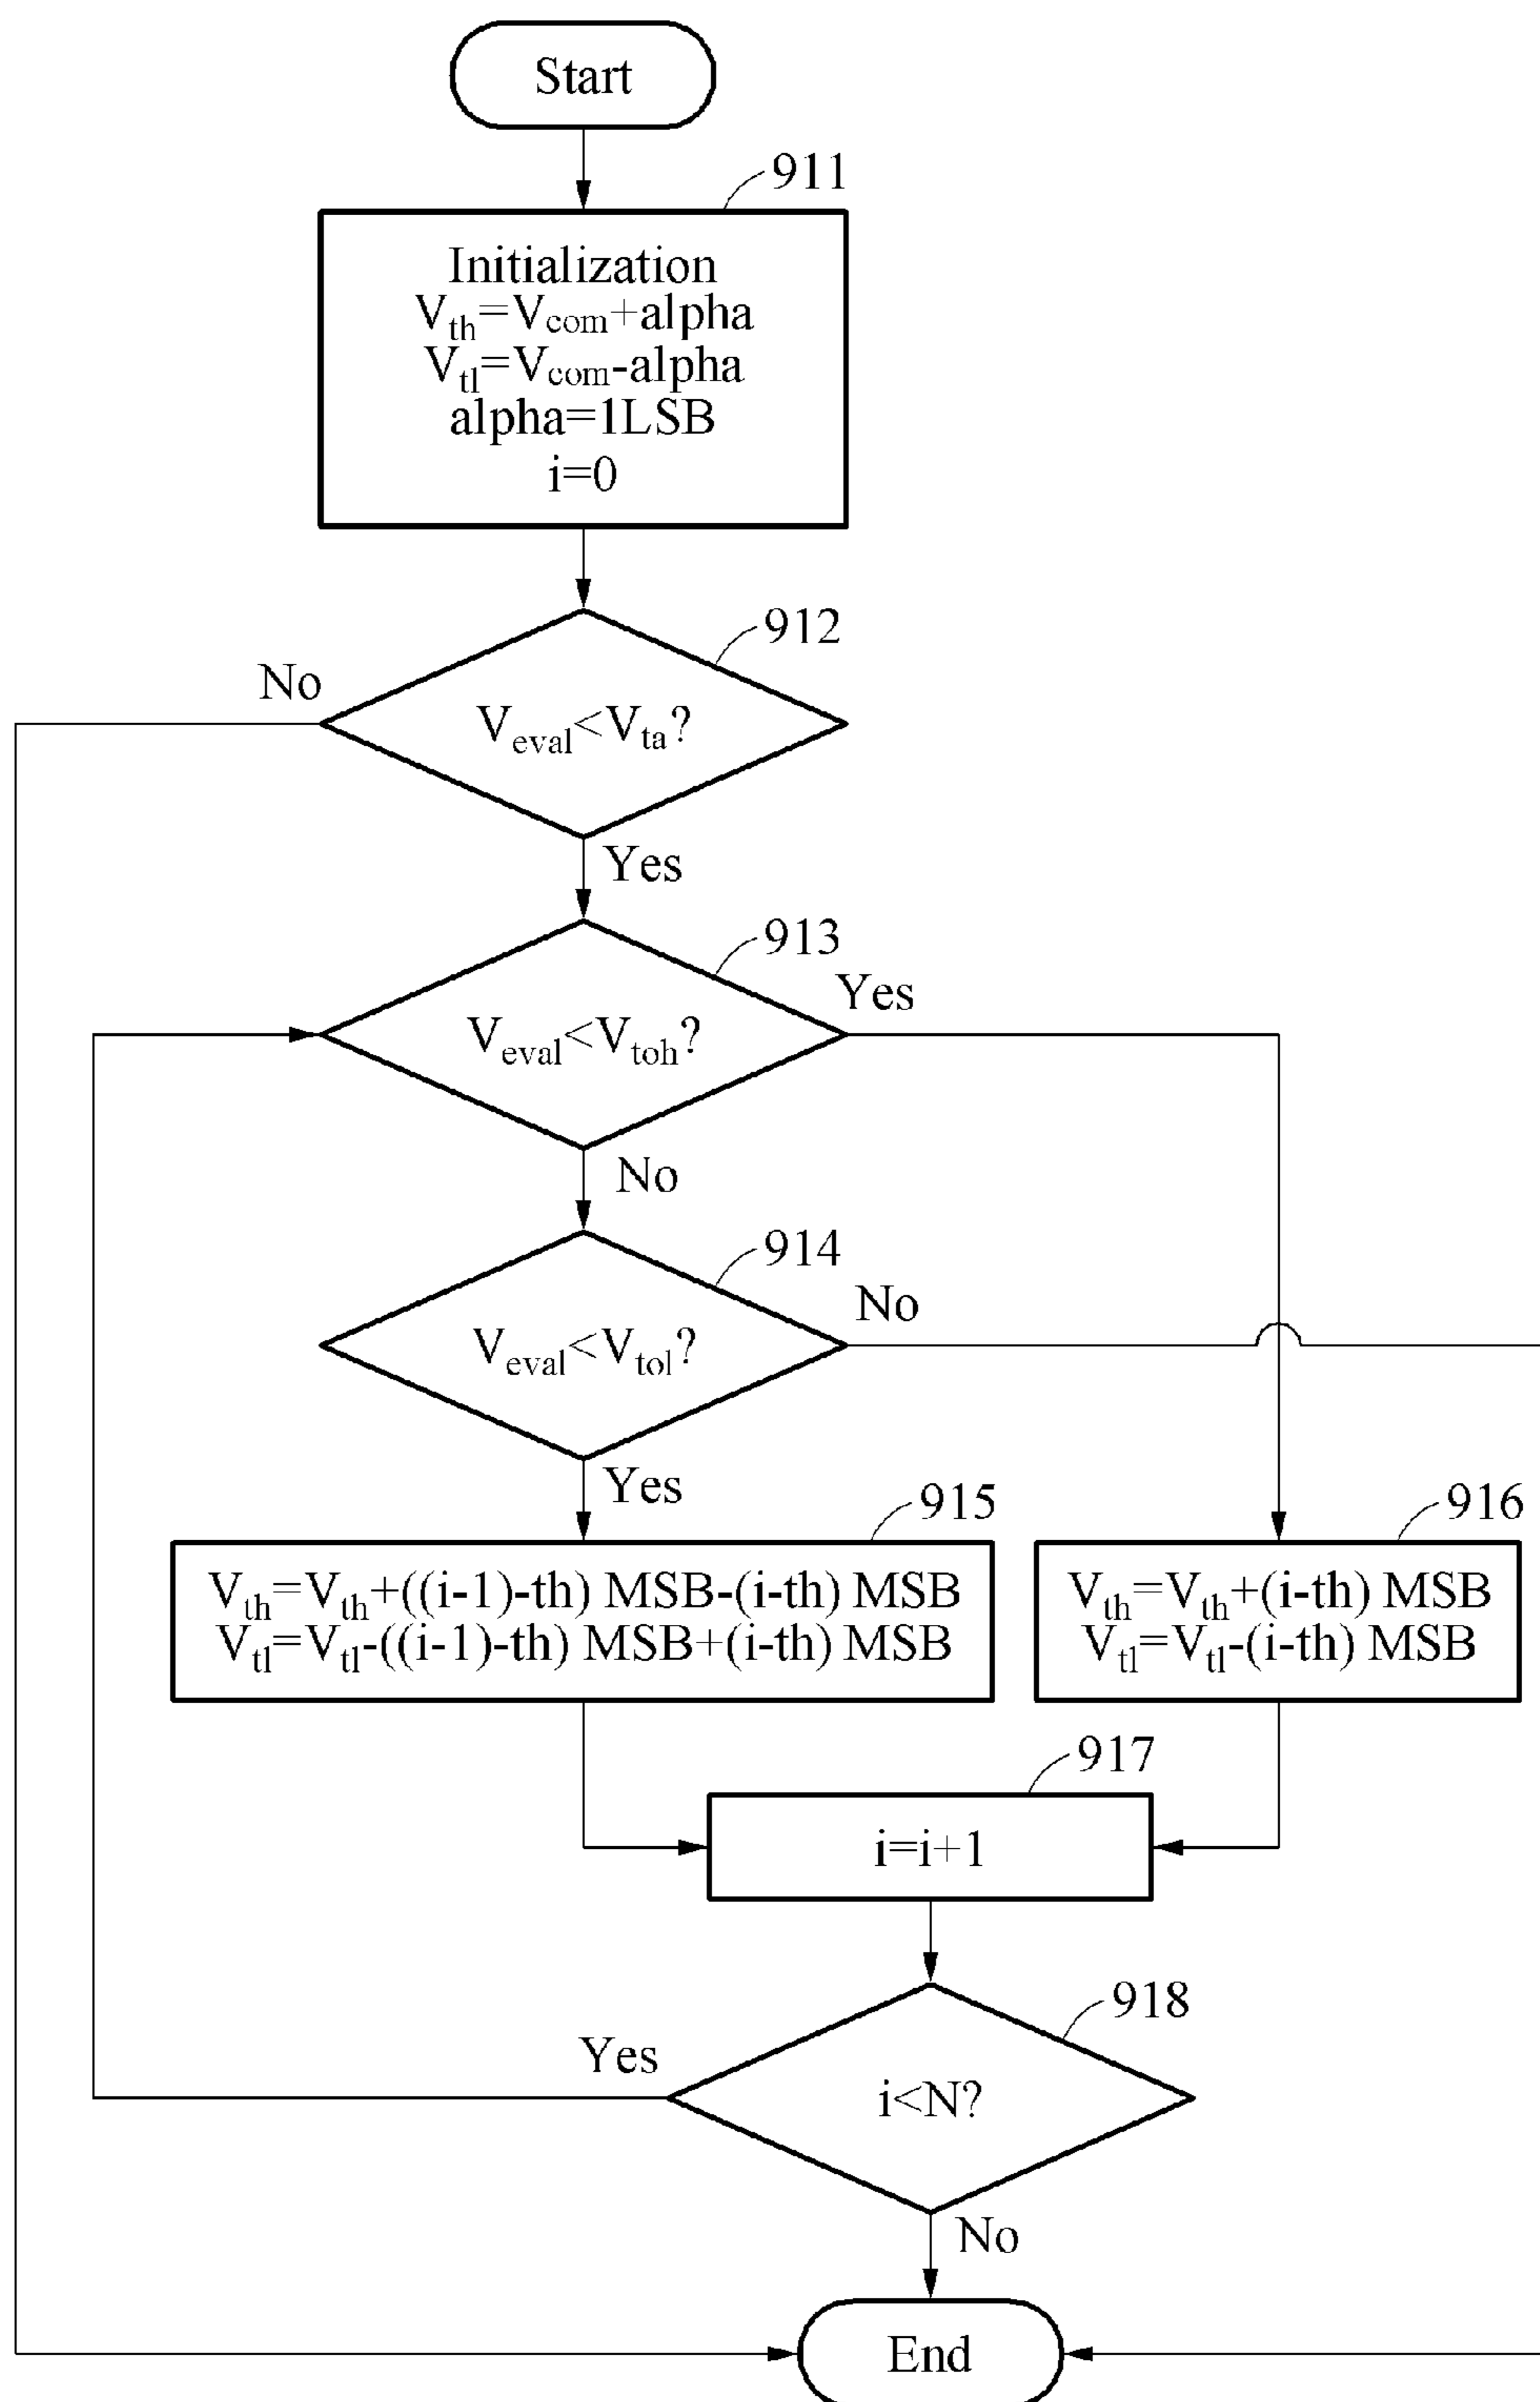 Start
911
Initialization
Vth=Vcom+alpha
Vtl=Vcom-alpha
alpha=1LSB
i=0
912
No
Veval<Vta?
Yes
913
Yes
Veval<Vtoh?
No
914
No
Veval<Vtol?
Yes
915
916
Vth=Vth+((i-1)-th) MSB-(i-th) MSB
Vtl=Vtl-((i-1)-th) MSB+(i-th) MSB
Vth=Vth+(i-th) MSB
Vtl=Vtl-(i-th) MSB
917
i=i+1
918
Yes
i<N?
No
End